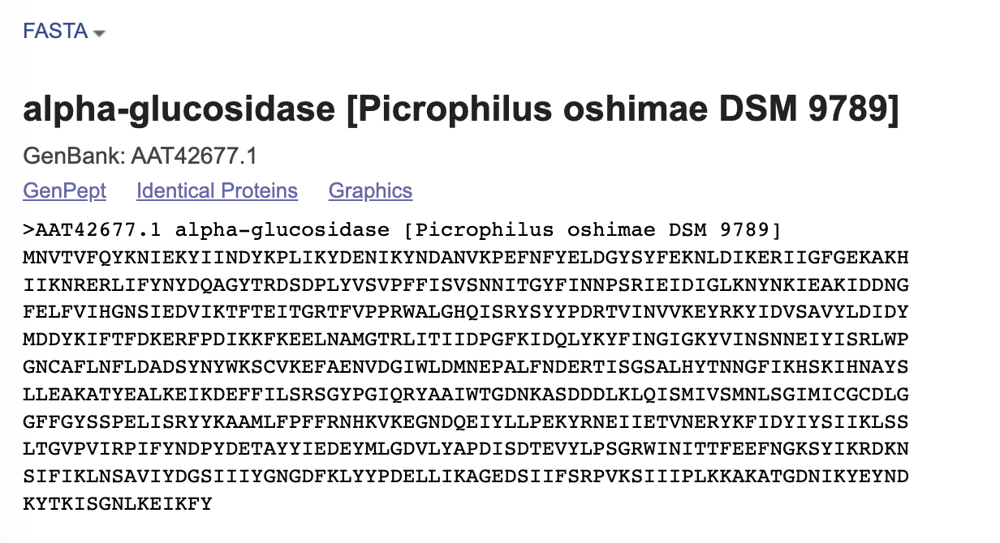 FASTA
alpha-glucosidase [Picrophilus oshimae DSM 9789]
GenBank: AAT42677.1
GenPept Identical Proteins Graphics
>AAT42677.1 alpha-glucosidase [Picrophilus oshimae DSM 9789]
MNVTVFQYKNIEKYIINDYKPLIKYDENIKYNDANVKPEFNFYELDGYSYFEKNLDIKERIIGFGEKAKH
IIKNRERLIFYNYDQAGYTRDSDPLYVSVPFFISVSNNITGYFINNPSRIEIDIGLKNYNKIEAKIDDNG
FELFVIHGNSIEDVIKTFTEITGRTFVPPRWALGHQISRYSYYPDRTVINVVKEYRKYIDVSAVYLDIDY
MDDYKIFTFDKERFPDIKKFKEELNAMGTRLITIIDPGFKIDQLYKYFINGIGKYVINSNNEIYISRLWP
GNCAFLNFLDADSYNYWKSCVKEFAENVDGIWLDMNEPALFNDERTISGSALHYTNNGFIKHSKIHNAYS
LLEAKATYEALKEIKDEFFILSRSGYPGIQRYAAIWTGDNKASDDDLKLQISMIVSMNLSGIMICGCDLG
GFFGYSSPELISRYYKAAMLFPFFRNHKVKEGNDQEIYLLPEKYRNEIIETVNERYKFIDYIYSIIKLSS
LTGVPVIRPIFYNDPYDETAYYIEDEYMLGDVLYAPDISDTEVYLPSGRWINITTFEEFNGKSYIKRDKN
SIFIKLNSAVIYDGSIIIYGNGDFKLYYPDELLIKAGEDSIIFSRPVKSIIIPLKKAKATGDNIKYEYND
KYTKISGNLKEIKFY